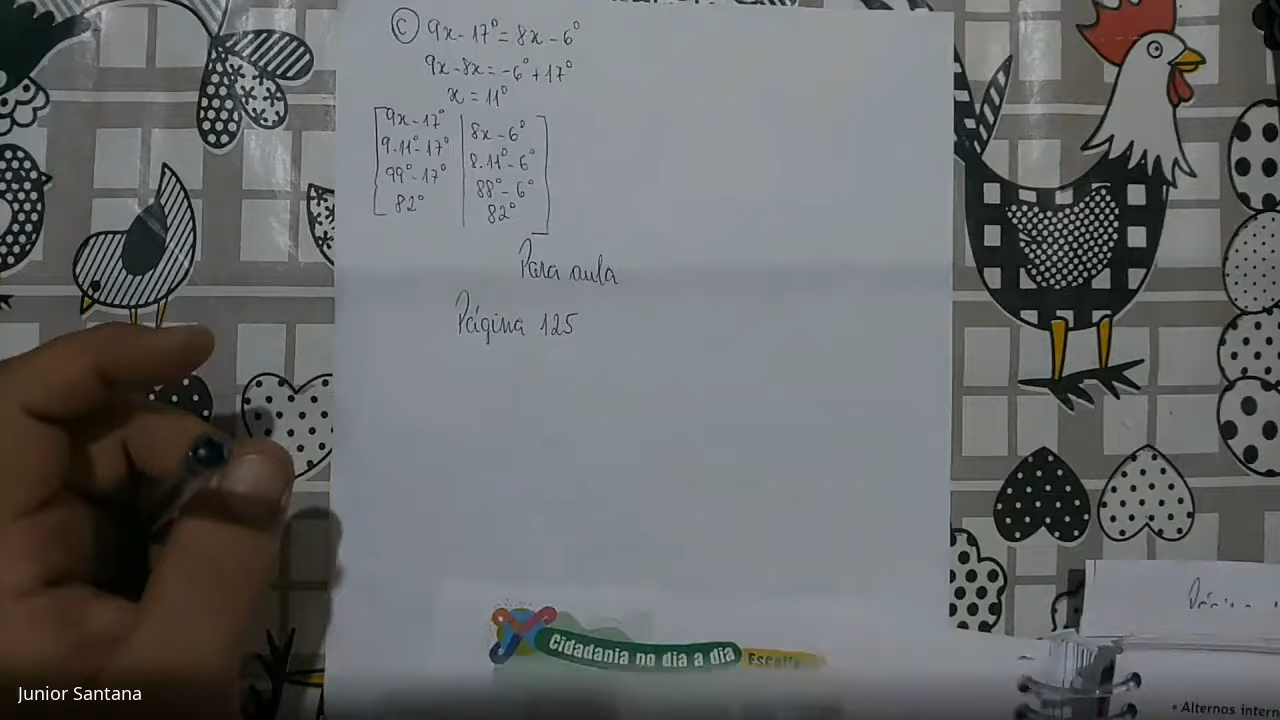 C 9x-17°=8x-6°
9x-8x=-6°+17°
x=11°
9x-17°
9.11°-17°
99°-17°
82°
8x-6°
8.11°-6°
88°-6°
82°
Para aula
Página 125
Cidadania no dia a dia
Junior Santana
• Alternos intern